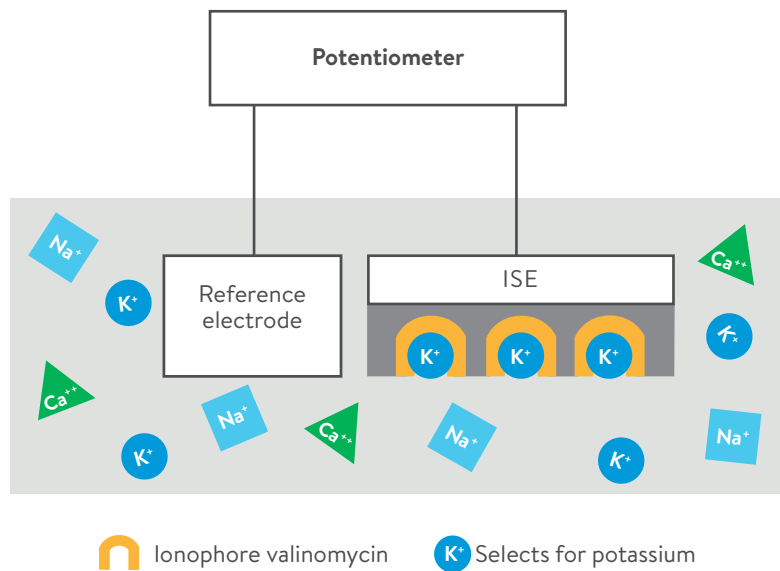 Potentiometer
Na⁺
Ca⁺⁺
K⁺
Reference
electrode
ISE
K⁺
K⁺ K⁺ K⁺
Ca⁺⁺
Na⁺
Ca⁺⁺
Na⁺
Na⁺
K⁺
K⁺
Ionophore valinomycin
K⁺ Selects for potassium